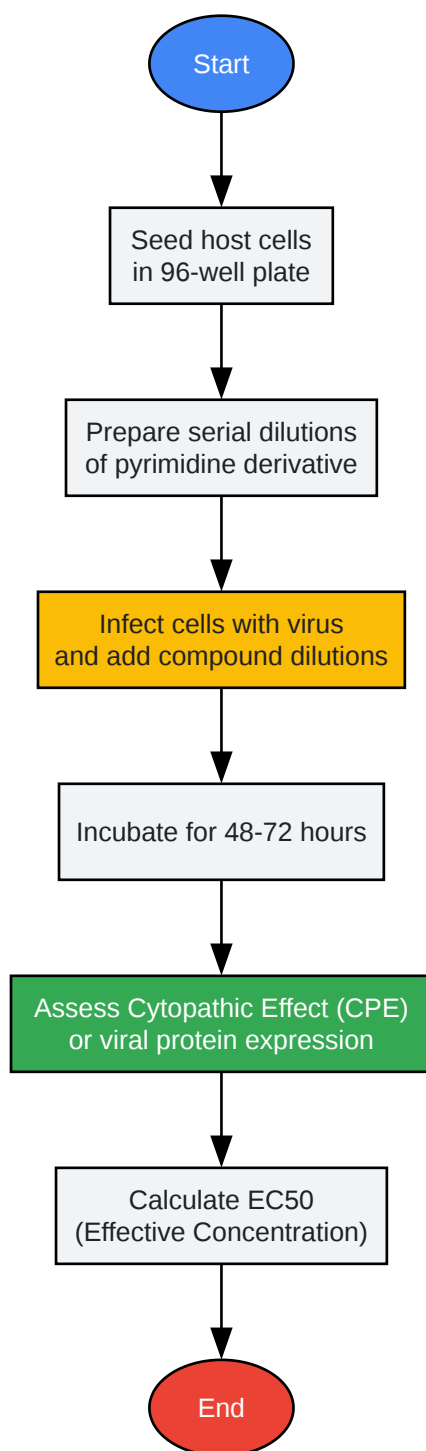 Start
Seed host cells
in 96-well plate
Prepare serial dilutions
of pyrimidine derivative
Infect cells with virus
and add compound dilutions
Incubate for 48-72 hours
Assess Cytopathic Effect (CPE)
or viral protein expression
Calculate EC50
(Effective Concentration)
End